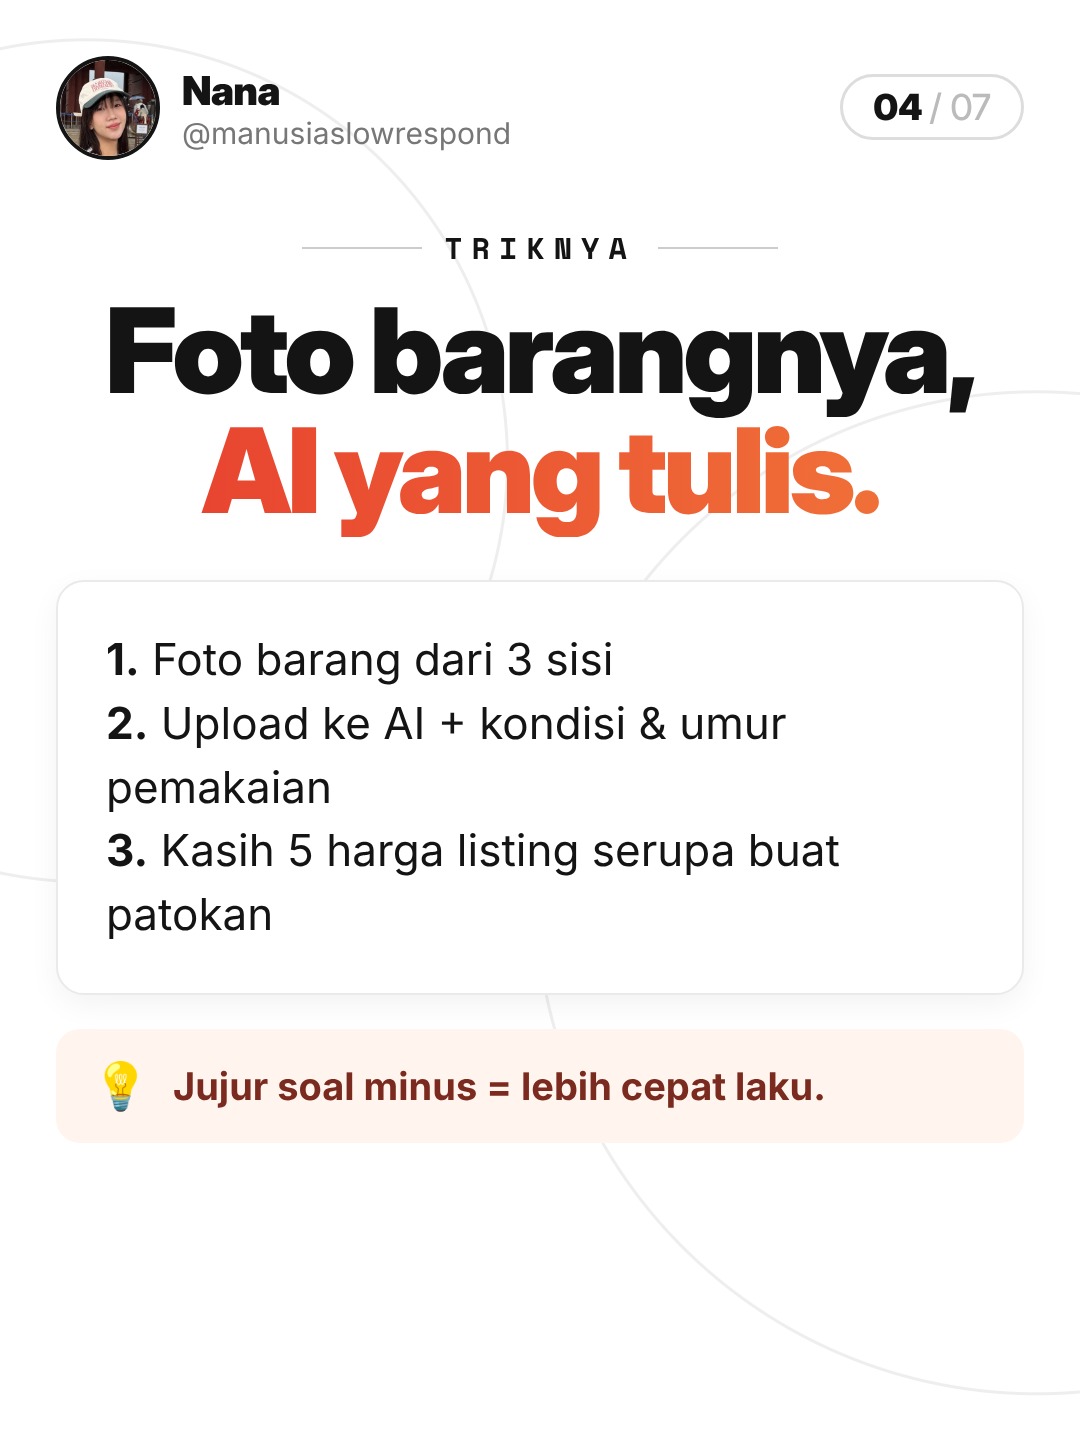 Nana
@manusiaslowrespond
04 / 07
TRIKNYA
Foto barangnya,
AI yang tulis.
1. Foto barang dari 3 sisi
2. Upload ke AI + kondisi & umur
pemakaian
3. Kasih 5 harga listing serupa buat
patokan
💡 Jujur soal minus = lebih cepat laku.